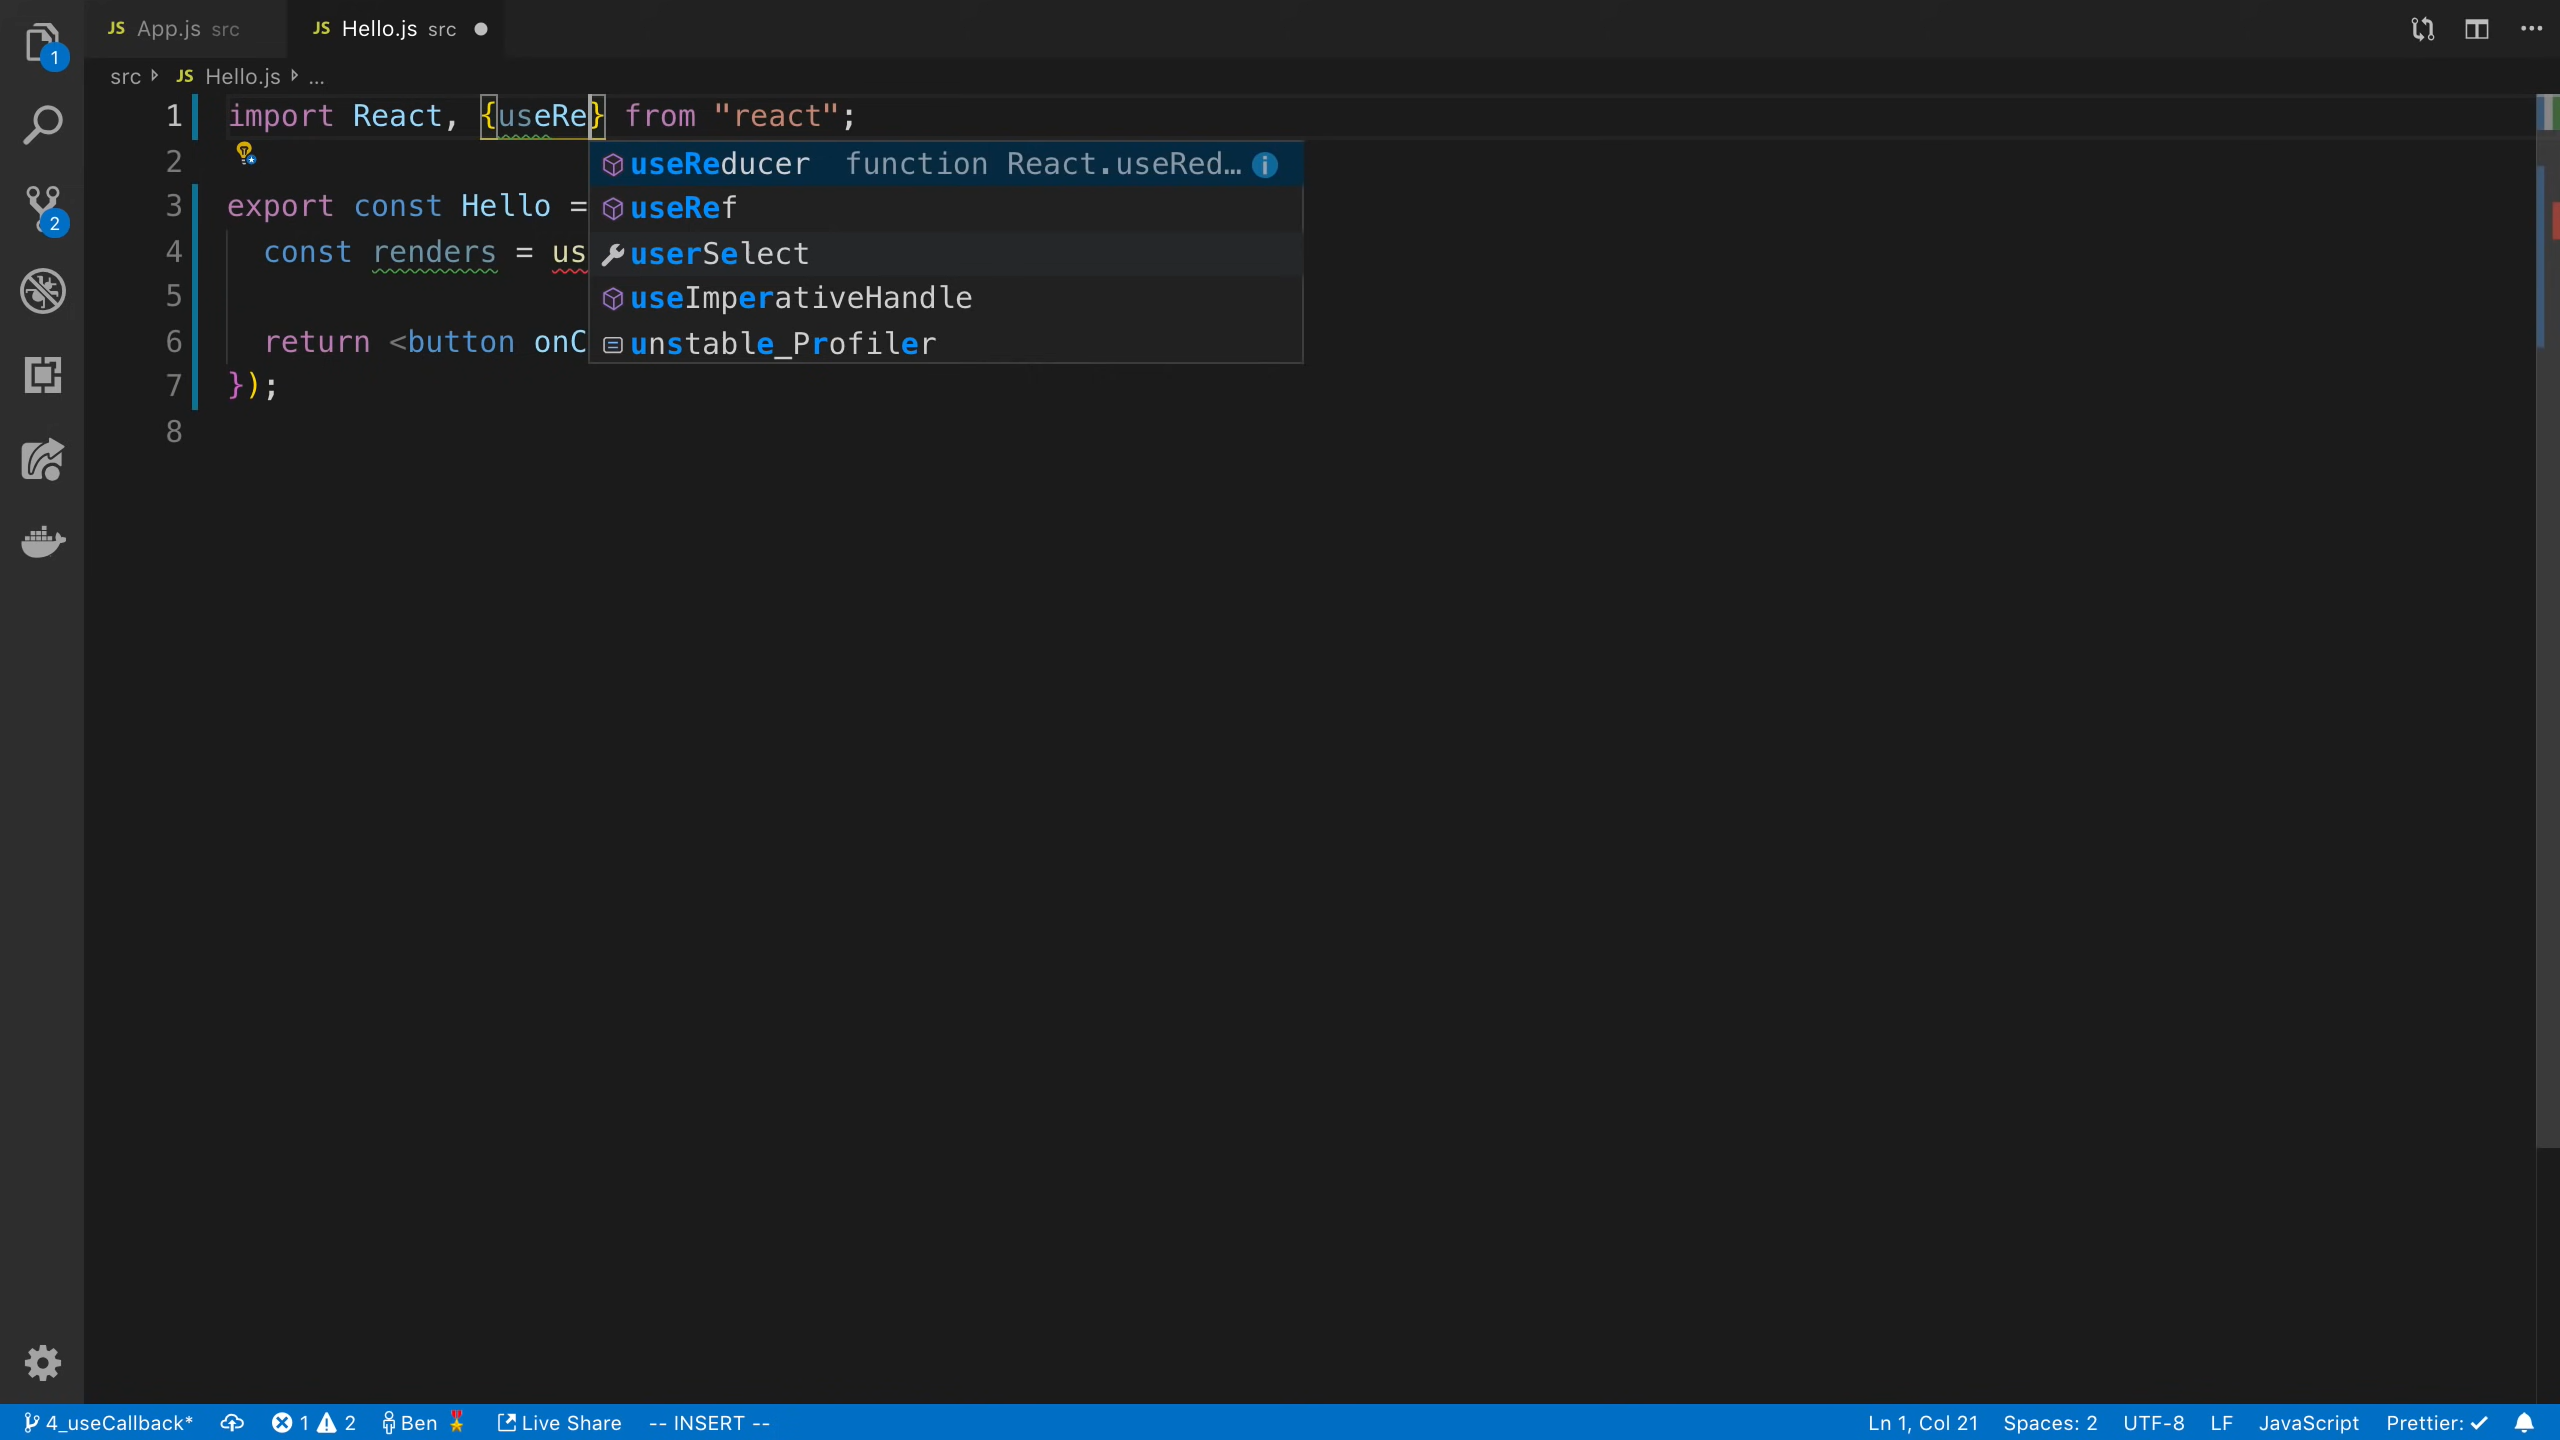 JS App.js src JS Hello.js src
src JS Hello.js ...
1 import React, {useRe} from "react";
2
3 export const Hello =
4 const renders = us
5
6 return <button onC
7 });
8
useReducer function React.useRed…
useRef
userSelect
useImperativeHandle
unstable_Profiler
1
2
4_useCallback* 1 2 Ben Live Share -- INSERT -- Ln 1, Col 21 Spaces: 2 UTF-8 LF JavaScript Prettier: